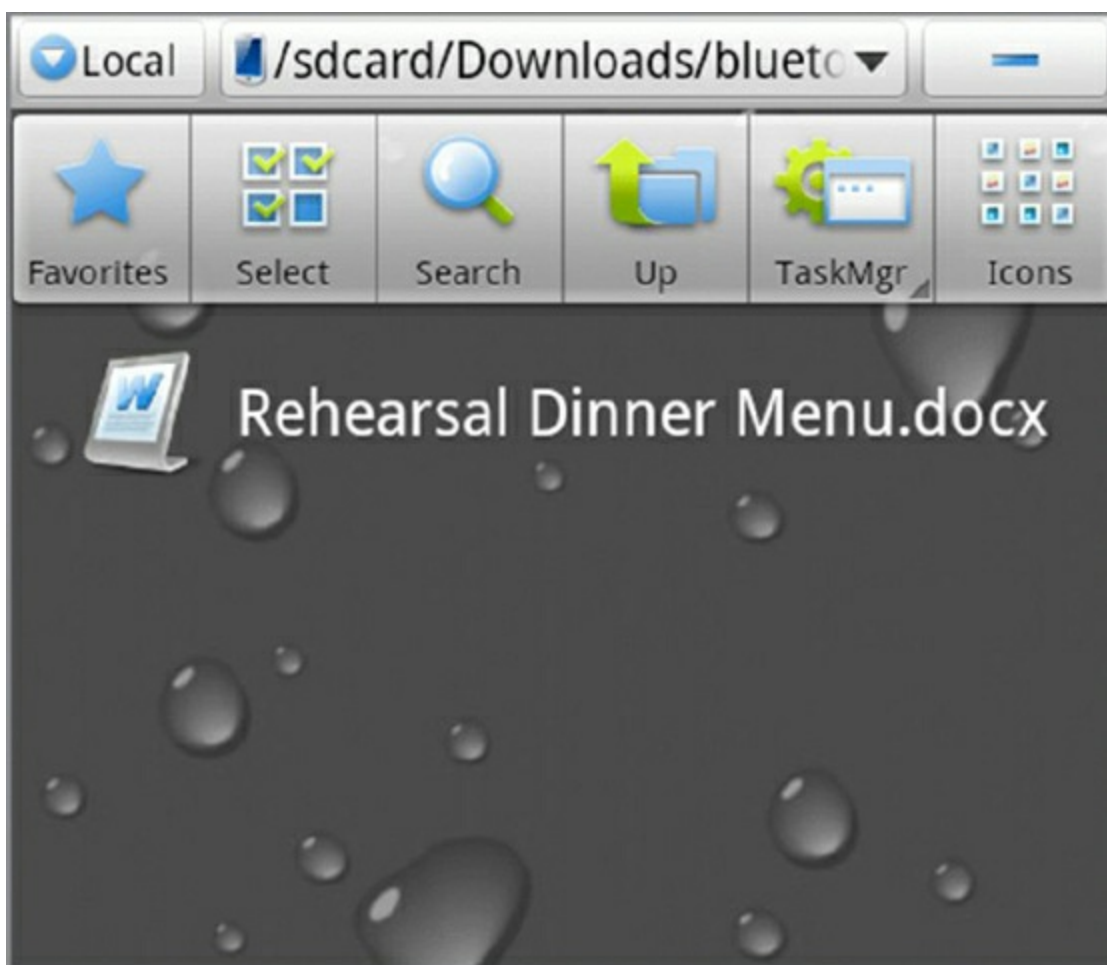 Local /sdcard/Downloads/blueto
Favorites Select Search Up TaskMgr Icons
Rehearsal Dinner Menu.docx